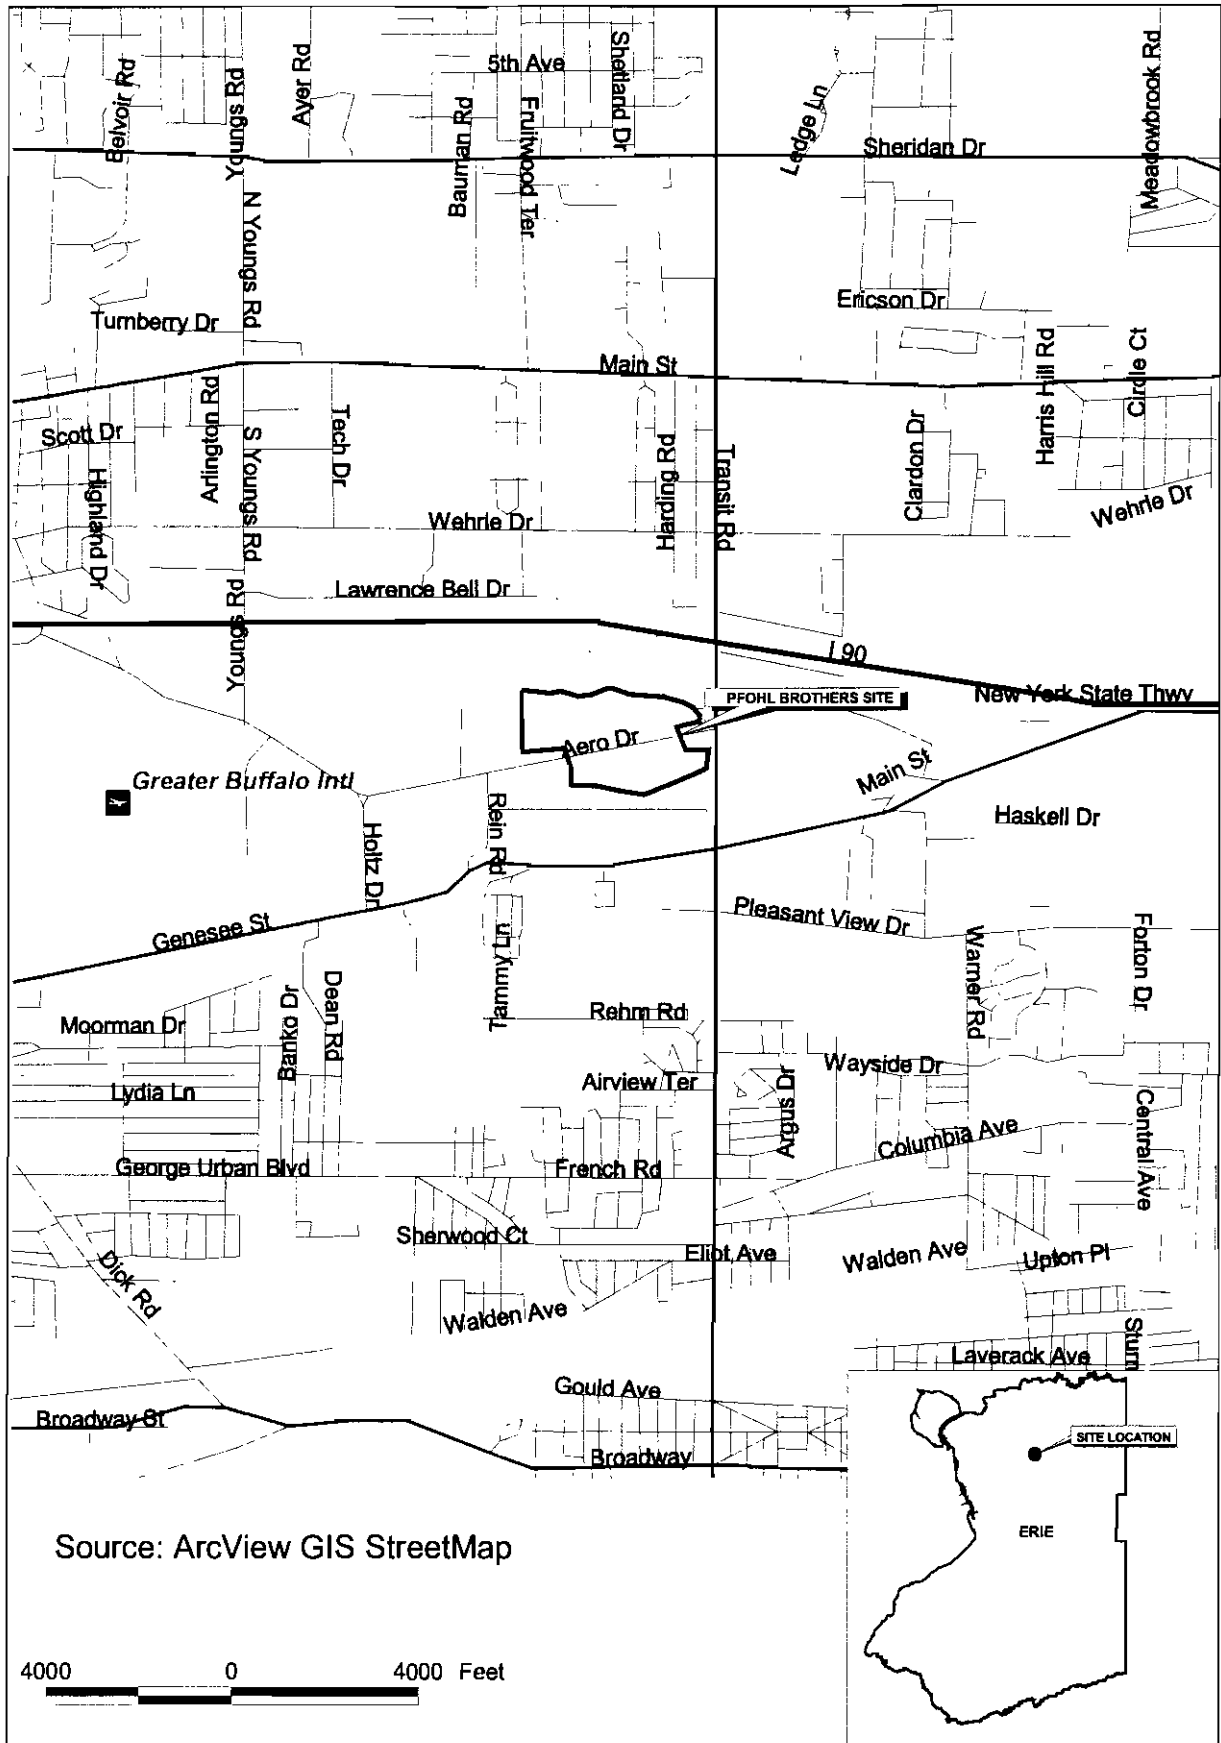 5th Ave
Shetland Dr
Meadowbrook Rd
Belvoir Rd
Youngs Rd
Ayer Rd
Bauman Rd
Fruitwood Ter
Ledge Ln
Sheridan Dr
N Youngs Rd
Ericson Dr
Turnberry Dr
Main St
Harris Hill Rd
Circle Ct
Scott Dr
Arlington Rd
S Youngs Rd
Tech Dr
Harding Rd
Transit Rd
Clardon Dr
Highland Dr
Wehrle Dr
Wehrle Dr
Lawrence Bell Dr
Youngs Rd
I 90
New York State Thwy
PFOHL BROTHERS SITE
Aero Dr
Main St
Greater Buffalo Intl
Rein Rd
Haskell Dr
Holtz Dr
Genesee St
Pleasant View Dr
Tammy Ln
Warner Rd
Forton Dr
Moorman Dr
Banko Dr
Dean Rd
Rehm Rd
Wayside Dr
Lydia Ln
Airview Ter
Argus Dr
Columbia Ave
Central Ave
George Urban Blvd
French Rd
Sherwood Ct
Eliot Ave
Walden Ave
Upton Pl
Dick Rd
Walden Ave
Sturm
Laverack Ave
Gould Ave
Broadway St
Broadway
SITE LOCATION
ERIE
Source: ArcView GIS StreetMap
4000 0 4000 Feet